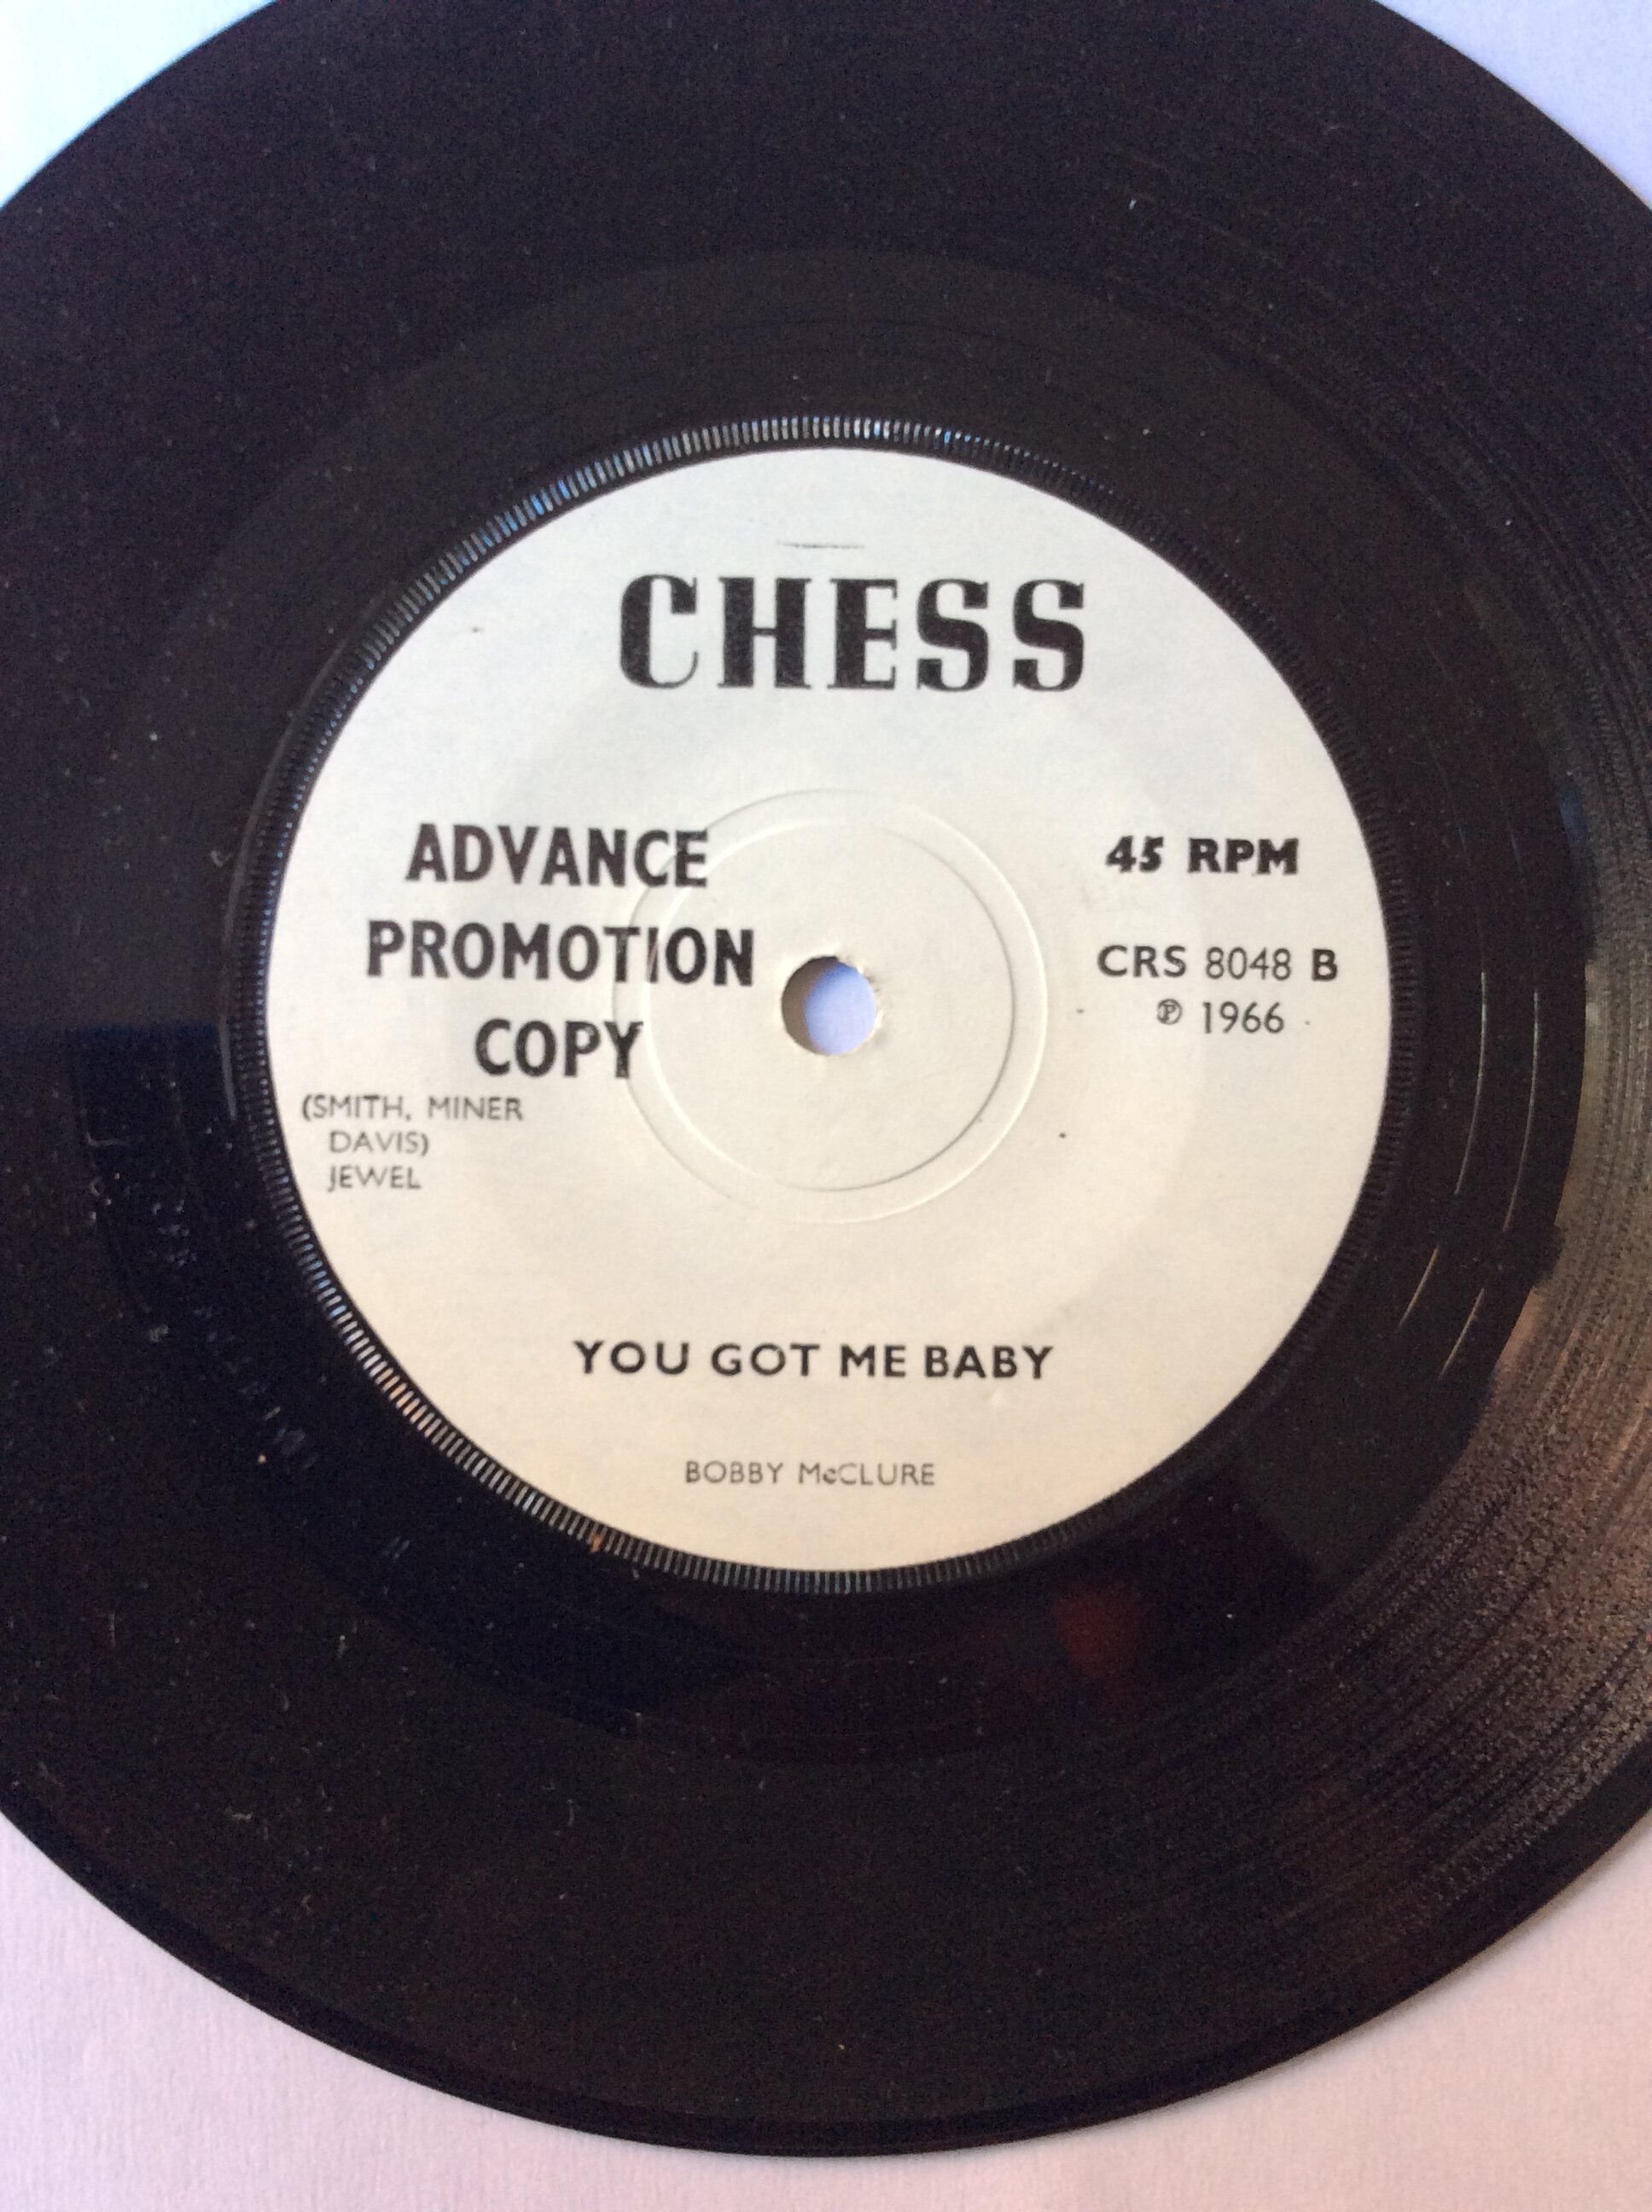 CHESS
ADVANCE
PROMOTION
COPY
(SMITH, MINER
DAVIS)
JEWEL
45 RPM
CRS 8048 B
℗ 1966
YOU GOT ME BABY
BOBBY McCLURE